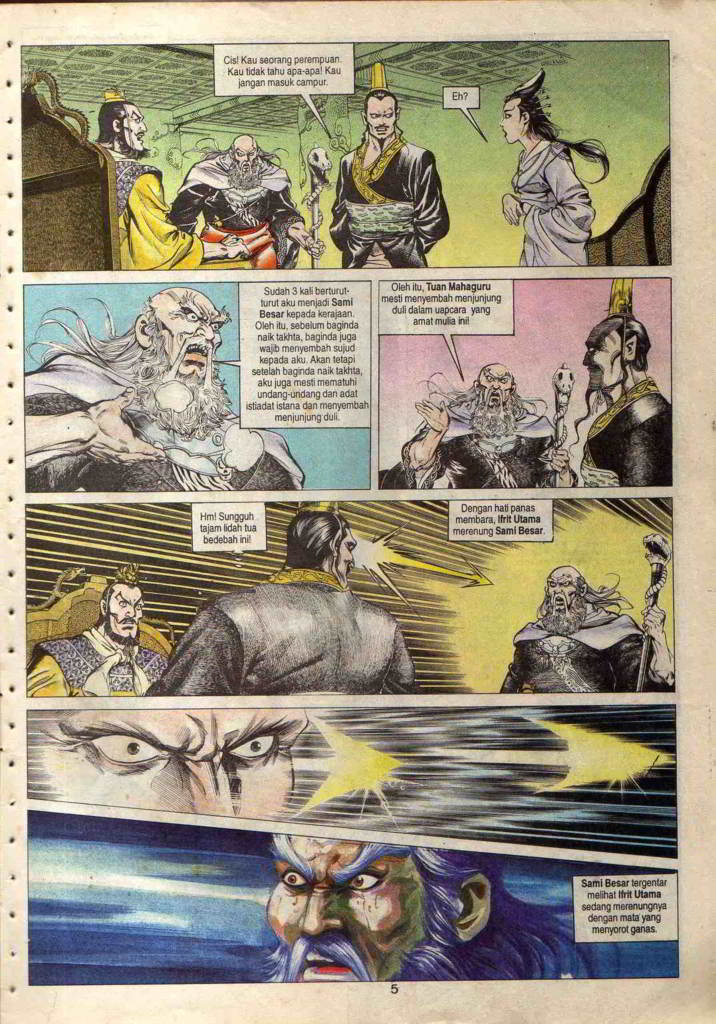 Cis! Kau seorang perempuan.
Kau tidak tahu apa-apa! Kau
jangan masuk campur.
Eh?
Sudah 3 kali berturut-
turut aku menjadi Sami
Besar kepada kerajaan.
Oleh itu, sebelum baginda
naik takhta, baginda juga
wajib menyembah sujud
kepada aku. Akan tetapi
setelah baginda naik takhta,
aku juga mesti mematuhi
undang-undang dan adat
istiadat istana dan menyembah
menjunjung duli.
Oleh itu, Tuan Mahaguru
mesti menyembah menjunjung
duli dalam uapcara yang
amat mulia ini!
Hm! Sungguh
tajam lidah tua
bedebah ini!
Dengan hati panas
membara, Ifrit Utama
merenung Sami Besar.
Sami Besar tergentar
melihat Ifrit Utama
sedang merenungnya
dengan mata yang
menyorot ganas.
5